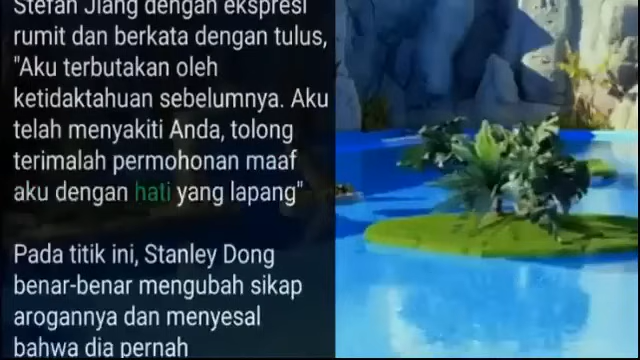 Stefan Jiang dengan ekspresi
rumit dan berkata dengan tulus,
"Aku terbutakan oleh
ketidaktahuan sebelumnya. Aku
telah menyakiti Anda, tolong
terimalah permohonan maaf
aku dengan hati yang lapang"
Pada titik ini, Stanley Dong
benar-benar mengubah sikap
arogannya dan menyesal
bahwa dia pernah